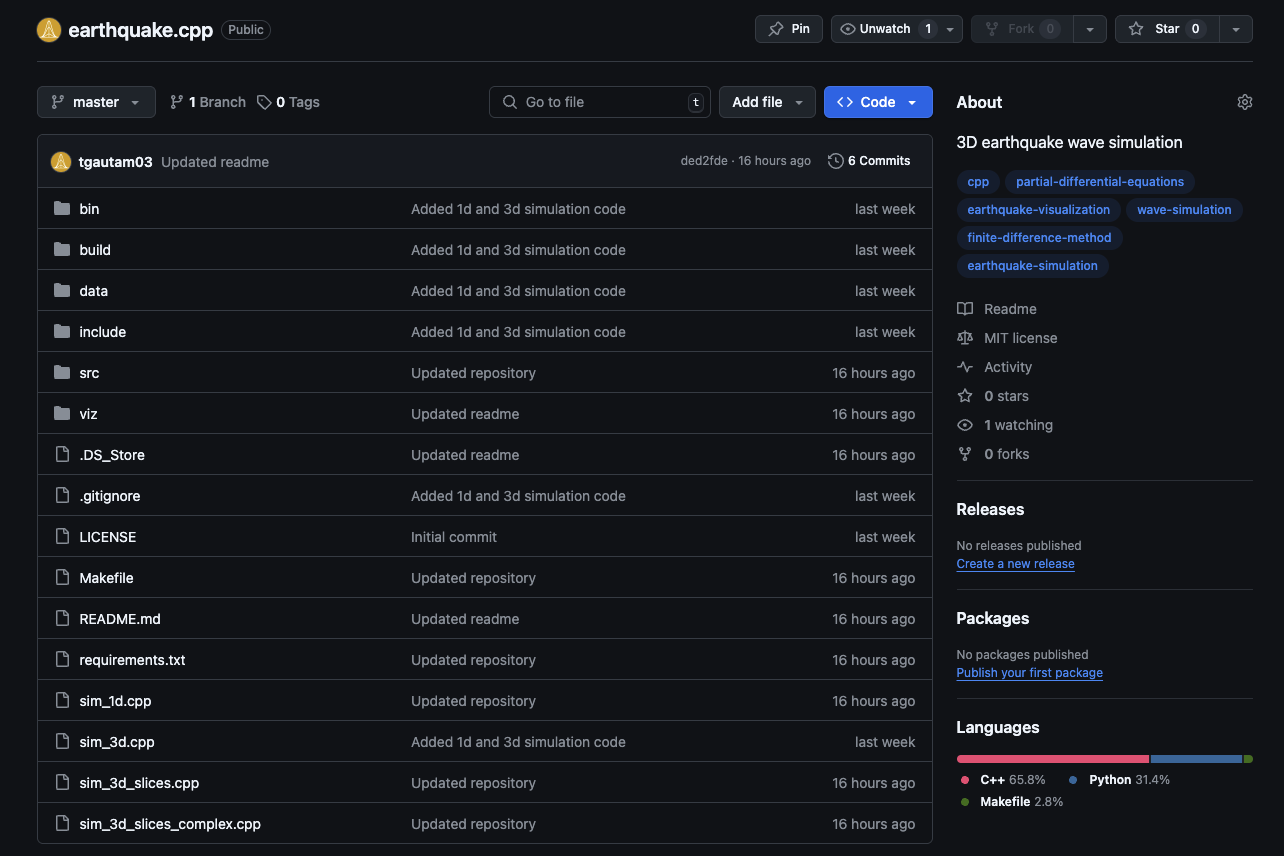 earthquake.cpp Public Pin Unwatch 1 Fork 0 Star 0
master 1 Branch 0 Tags Go to file t Add file Code
tgautam03 Updated readme ded2fde · 16 hours ago 6 Commits
bin Added 1d and 3d simulation code last week
build Added 1d and 3d simulation code last week
data Added 1d and 3d simulation code last week
include Added 1d and 3d simulation code last week
src Updated repository 16 hours ago
viz Updated readme 16 hours ago
.DS_Store Updated readme 16 hours ago
.gitignore Added 1d and 3d simulation code last week
LICENSE Initial commit last week
Makefile Updated repository 16 hours ago
README.md Updated readme 16 hours ago
requirements.txt Updated repository 16 hours ago
sim_1d.cpp Updated repository 16 hours ago
sim_3d.cpp Added 1d and 3d simulation code last week
sim_3d_slices.cpp Updated repository 16 hours ago
sim_3d_slices_complex.cpp Updated repository 16 hours ago
About
3D earthquake wave simulation
cpp partial-differential-equations
earthquake-visualization wave-simulation
finite-difference-method
earthquake-simulation
Readme
MIT license
Activity
0 stars
1 watching
0 forks
Releases
No releases published
Create a new release
Packages
No packages published
Publish your first package
Languages
C++ 65.8% Python 31.4%
Makefile 2.8%